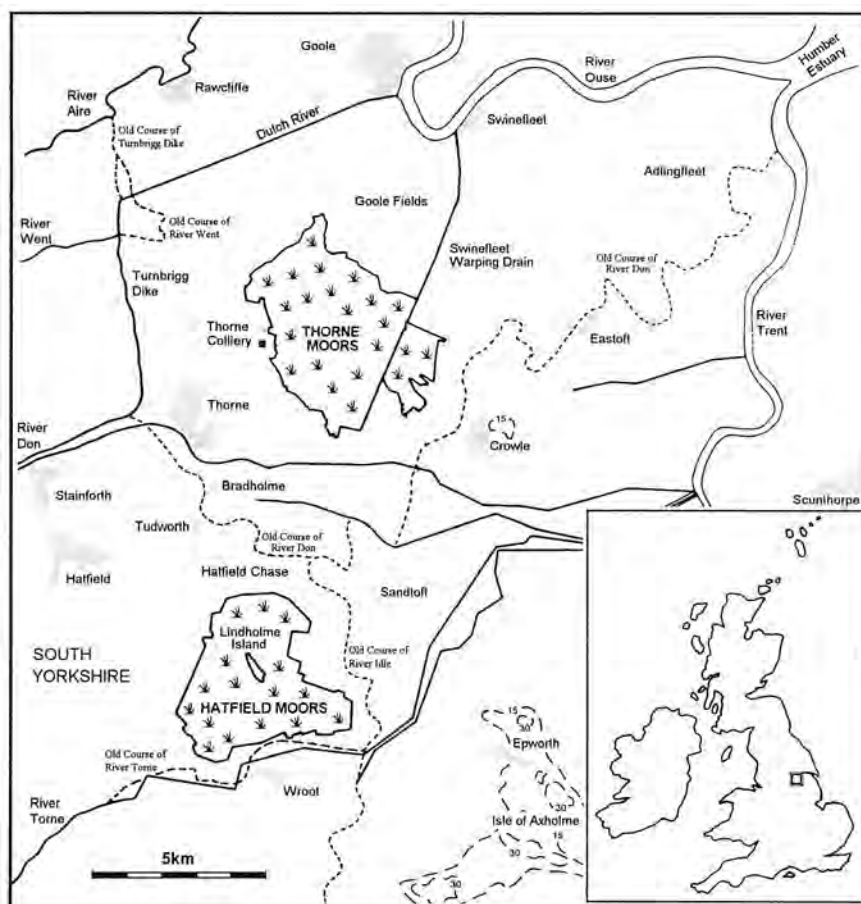 Goole
River
Ouse
Humber
Estuary
River
Aire
Rawcliffe
Old Course of
Turnbrigg Dike
Dutch River
Swinefleet
Adlingfleet
River
Went
Old Course of
River Went
Goole Fields
Turnbrigg
Dike
Swinefleet
Warping Drain
Old Course of
River Don
River
Trent
Thorne
Colliery
THORNE
MOORS
Eastoft
Thorne
15
Crowle
River
Don
Stainforth
Bradholme
Scunthorpe
Tudworth
Old Course of
River Don
Hatfield
Hatfield Chase
Sandtoft
Lindholme
Island
Old Course of
River Idle
SOUTH
YORKSHIRE
HATFIELD MOORS
15
30
Epworth
Old Course of
River Torne
Wroot
30
Isle of Axholme
15
River
Torne
30
30
5km